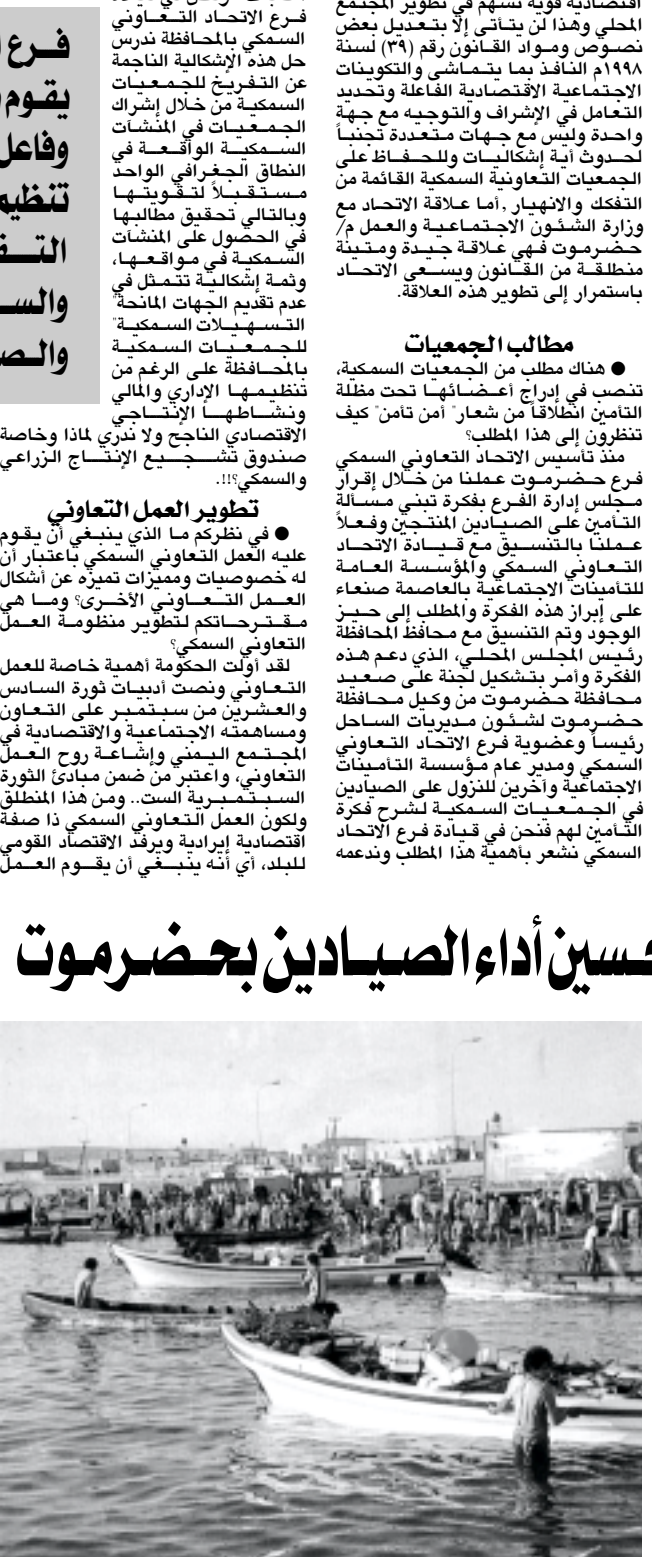 اقتصادية قوية تسهم في تطوير المجتمع
المحلي وهذا لن يتأتى إلا بتعديل بعض
نصوص ومواد القانون رقم (٣٩) لسنة
١٩٩٨م النافذ بما يتماشى والتكوينات
الاجتماعية الاقتصادية الفاعلة وتحديد
التعامل في الإشراف والتوجيه مع جهة
واحدة وليس مع جهات متعددة تجنباً
لحدوث أية إشكاليات وللحفاظ على
الجمعيات التعاونية السمكية القائمة من
التفكك والانهيار ,أما علاقة الاتحاد مع
وزارة الشئون الاجتماعية والعمل م/
حضرموت فهي علاقة جيدة ومتينة
منطلقة من القانون ويسعى الاتحاد
باستمرار إلى تطوير هذه العلاقة.
مطالب الجمعيات
● هناك مطلب من الجمعيات السمكية،
تنصب في إدراج أعضائها تحت مظلة
التأمين انطلاقاً من شعار" أمن تأمن" كيف
تنظرون إلى هذا المطلب؟
منذ تأسيس الاتحاد التعاوني السمكي
فرع حضرموت عملنا من خلال إقرار
مجلس إدارة الفرع بفكرة تبني مسألة
التأمين على الصيادين المنتجين وفعلاً
عملنا بالتنسيق مع قيادة الاتحاد
التعاوني السمكي والمؤسسة العامة
للتأمينات الاجتماعية بالعاصمة صنعاء
على إبراز هذه الفكرة والمطلب إلى حيز
الوجود وتم التنسيق مع محافظ المحافظة
رئيس المجلس المحلي، الذي دعم هذه
الفكرة وأمر بتشكيل لجنة على صعيد
محافظة حضرموت من وكيل محافظة
حضرموت لشئون مديريات الساحل
رئيساً وعضوية فرع الاتحاد التعاوني
السمكي ومدير عام مؤسسة التأمينات
الاجتماعية وآخرين للنزول على الصيادين
في الجمعيات السمكية لشرح فكرة
التأمين لهم فنحن في قيادة فرع الاتحاد
السمكي نشعر بأهمية هذا المطلب وندعمه
فرع الاتحاد التعاوني
السمكي بالمحافظة ندرس
حل هذه الإشكالية الناجمة
عن التفريخ للجمعيات
السمكية من خلال إشراك
الجمعيات في المنشآت
السمكية الواقعة في
النطاق الجغرافي الواحد
مستقبلاً لتقويتها
وبالتالي تحقيق مطالبها
في الحصول على المنشآت
السمكية في مواقعها،
وثمة إشكالية تتمثل في
عدم تقديم الجهات المانحة"
التسهيلات السمكية"
للجمعيات السمكية
بالمحافظة على الرغم من
تنظيمها الإداري والمالي
ونشاطها الإنتاجي
الاقتصادي الناجح ولا ندري لماذا وخاصة
صندوق تشجيع الإنتاج الزراعي
والسمكي؟!!.
تطوير العمل التعاوني
● في نظركم ما الذي ينبغي أن يقوم
عليه العمل التعاوني السمكي باعتبار أن
له خصوصيات ومميزات تميزه عن أشكال
العمل التعاوني الأخرى؟ وما هي
مقترحاتكم لتطوير منظومة العمل
التعاوني السمكي؟
لقد أولت الحكومة أهمية خاصة للعمل
التعاوني ونصت أدبيات ثورة السادس
والعشرين من سبتمبر على التعاون
ومساهمته الاجتماعية والاقتصادية في
المجتمع اليمني وإشاعة روح العمل
التعاوني، واعتبر من ضمن مبادئ الثورة
السبتمبرية الست.. ومن هذا المنطلق
ولكون العمل التعاوني السمكي ذا صفة
اقتصادية إيرادية ويرفد الاقتصاد القومي
للبلد، أي أنه ينبغي أن يقوم العمل
فرع
يقوم
وفاعل
تنظيم
والس
والص
حسين أداء الصيادين بحضرموت